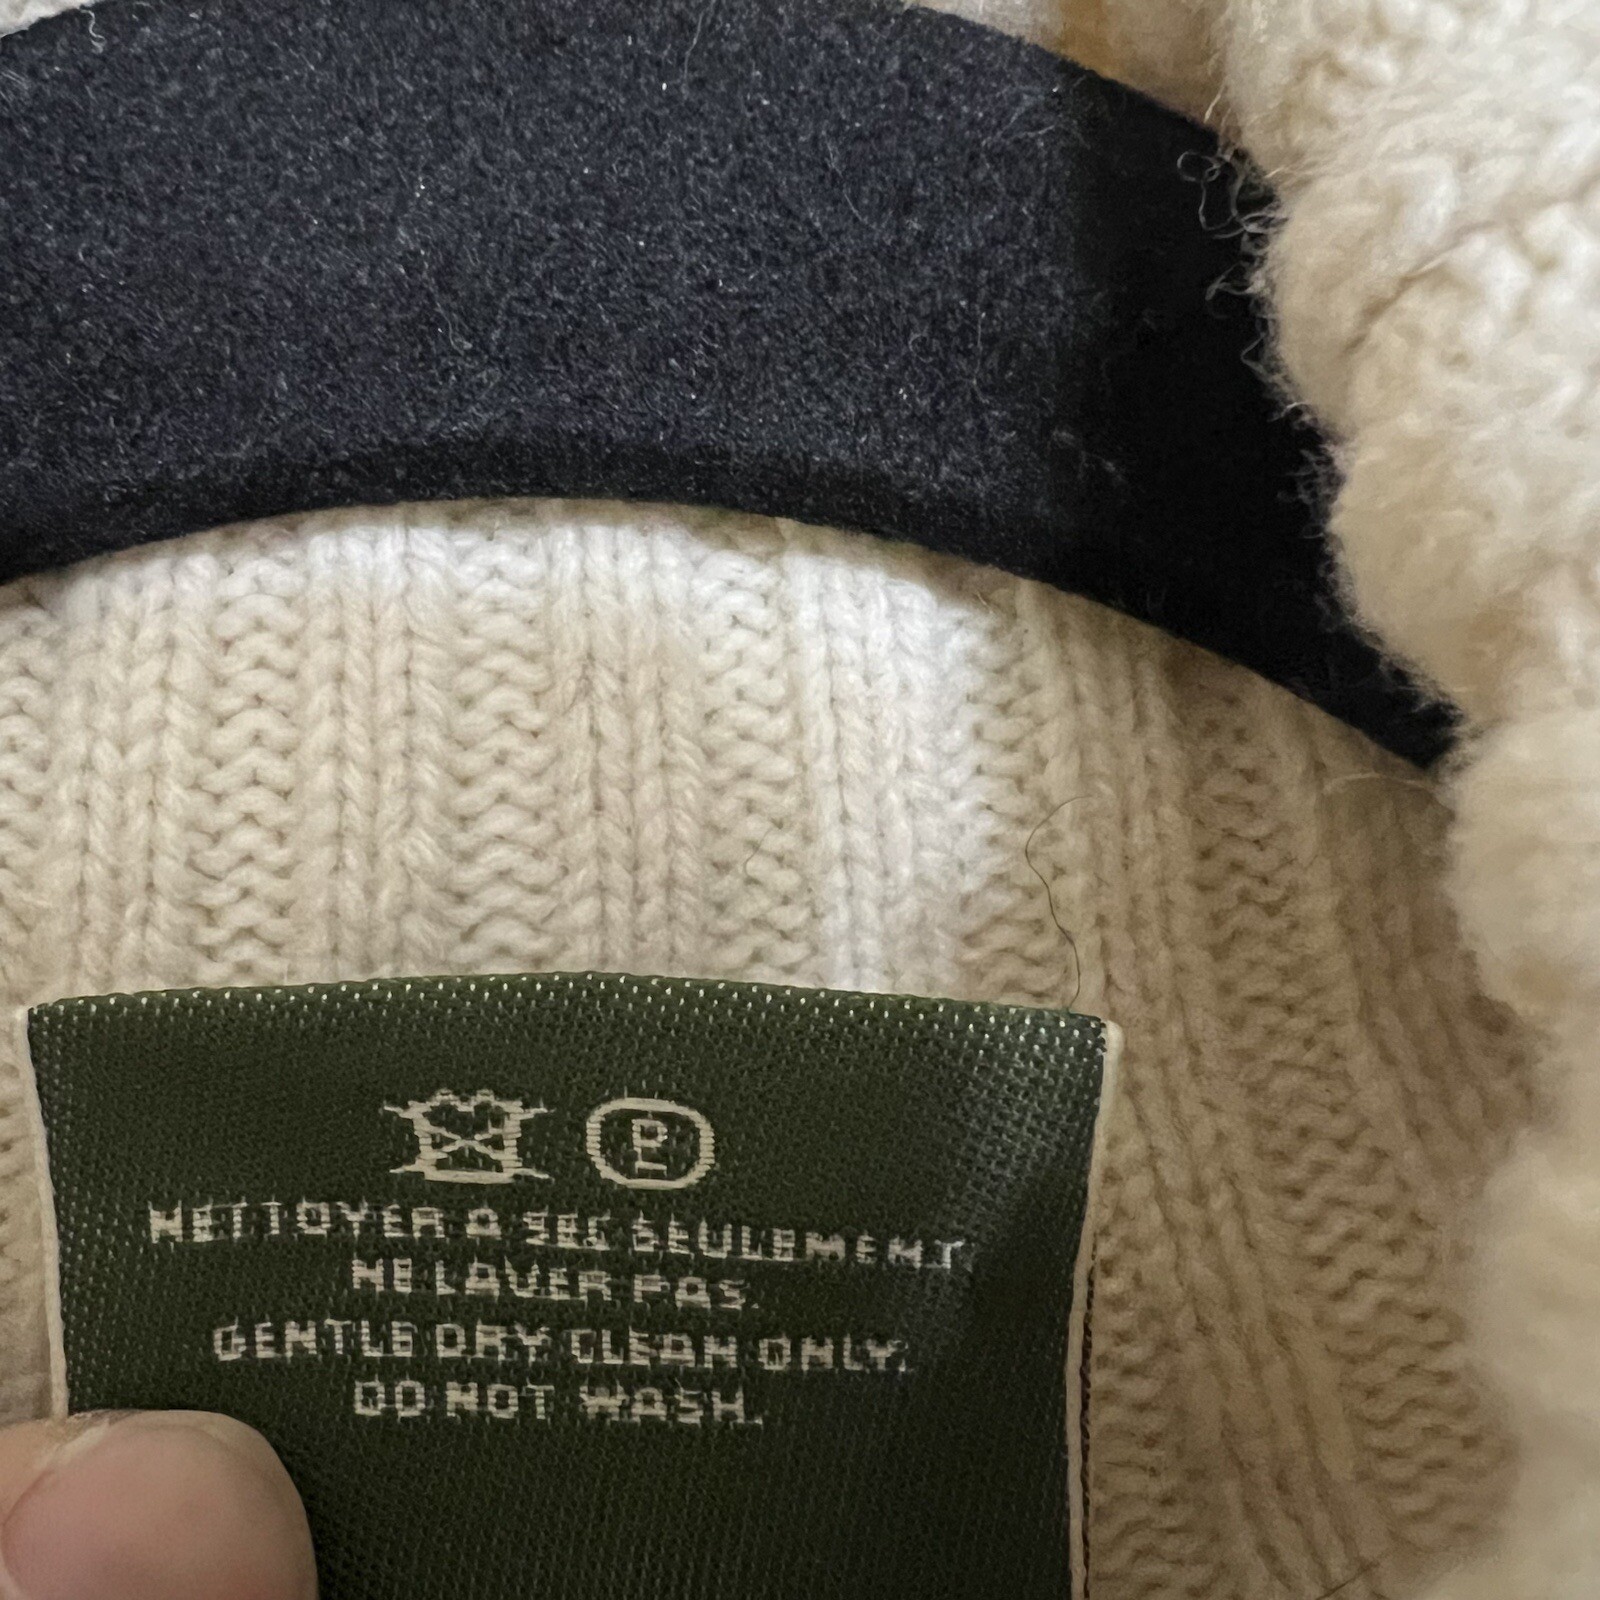 P
NETTOYER A SEC SEULEMENT
NE LAVER PAS.
GENTLE DRY CLEAN ONLY.
DO NOT WASH.